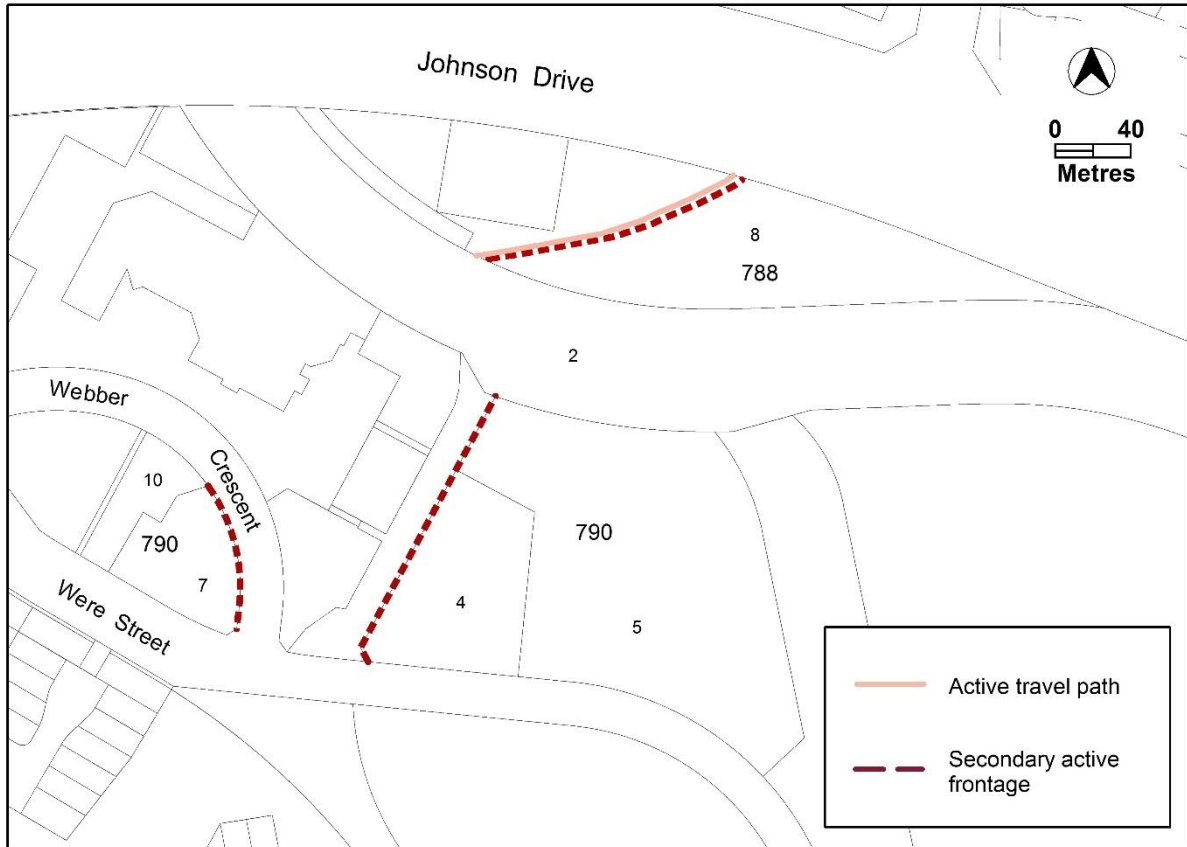 Johnson Drive
0 40
Metres
8
788
2
Webber
Crescent
10
790
7
790
4
5
Were Street
Active travel path
Secondary active
frontage